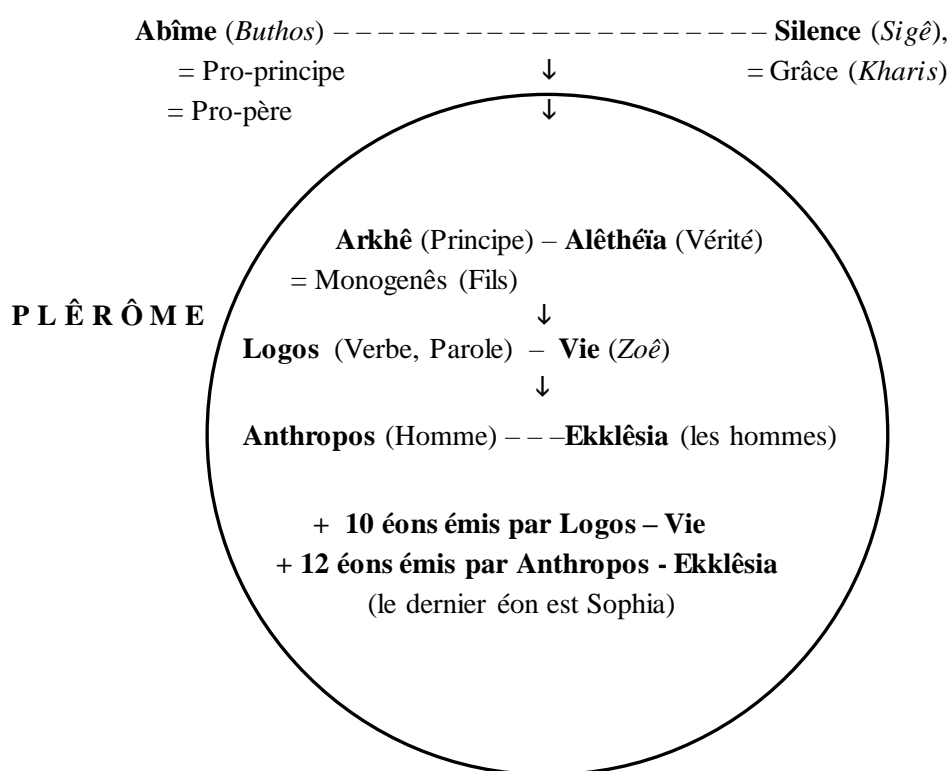 Abîme (Buthos) – – – – – – – – – – – – – – – – – – – – Silence (Sigê),
= Pro-principe ↓ = Grâce (Kharis)
= Pro-père ↓
Arkhê (Principe) – Alêthéïa (Vérité)
= Monogenês (Fils)
PLÊRÔME ↓
Logos (Verbe, Parole) – Vie (Zoê)
↓
Anthropos (Homme) – – – Ekklêsia (les hommes)
+ 10 éons émis par Logos – Vie
+ 12 éons émis par Anthropos - Ekklêsia
(le dernier éon est Sophia)